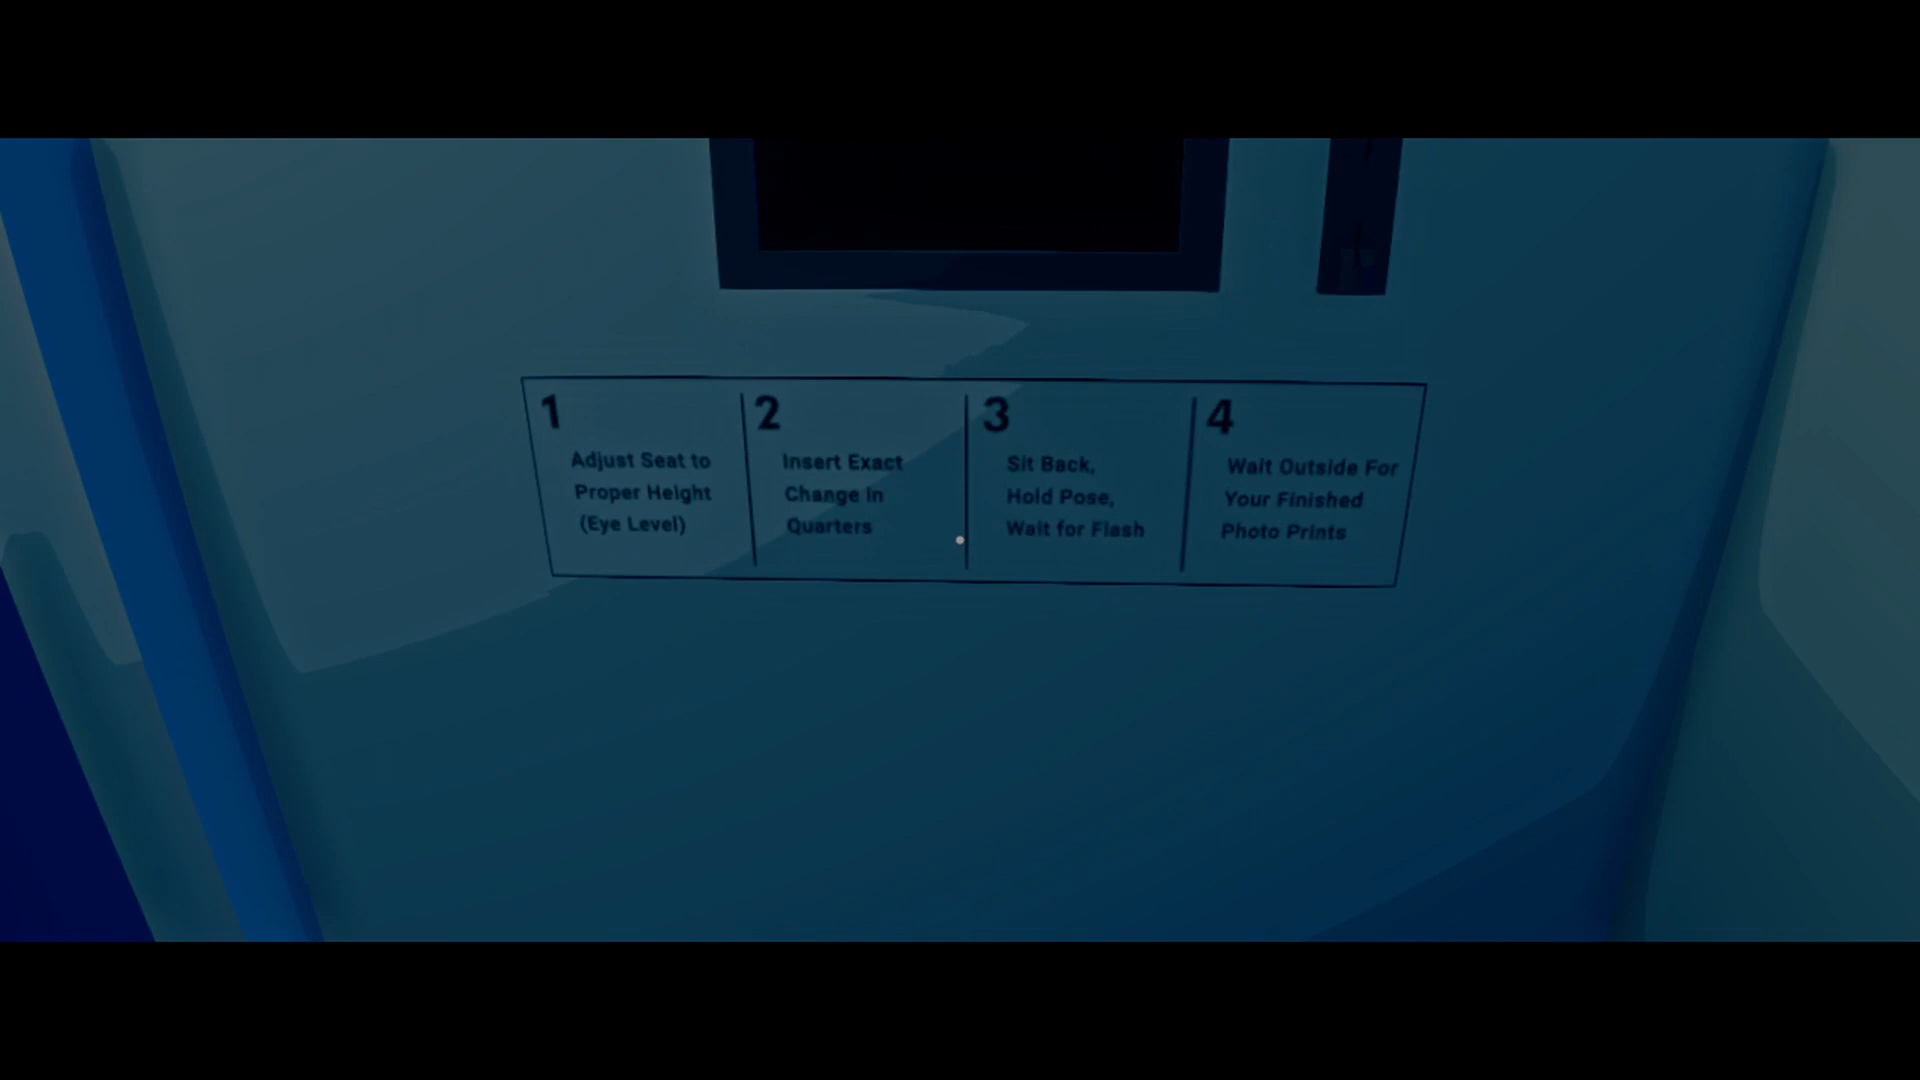 1
Adjust Seat to
Proper Height
(Eye Level)
2
Insert Exact
Change in
Quarters
3
Sit Back,
Hold Pose,
Wait for Flash
4
Wait Outside For
Your Finished
Photo Prints